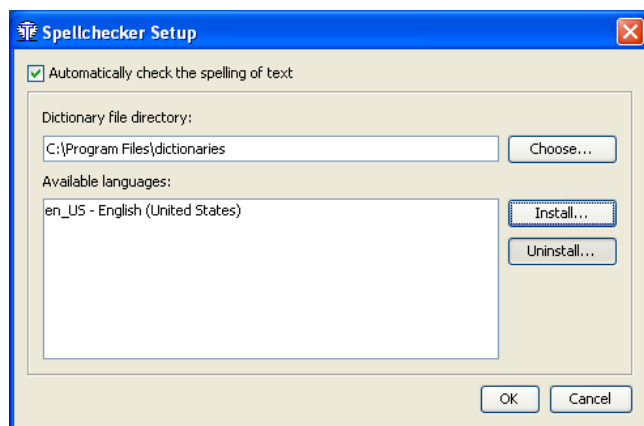 Spellchecker Setup
Automatically check the spelling of text
Dictionary file directory:
C:\Program Files\dictionaries
Choose...
Available languages:
en_US - English (United States)
Install...
Uninstall...
OK
Cancel